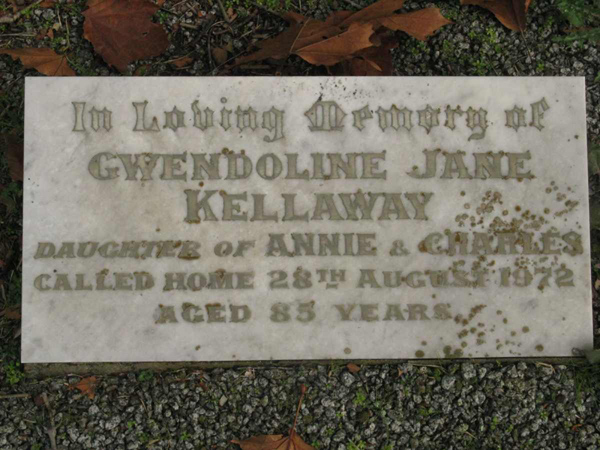 In Loving Memory of
GWENDOLINE JANE
KELLAWAY
DAUGHTER OF ANNIE & CHARLES
CALLED HOME 28TH AUGUST 1972
AGED 85 YEARS